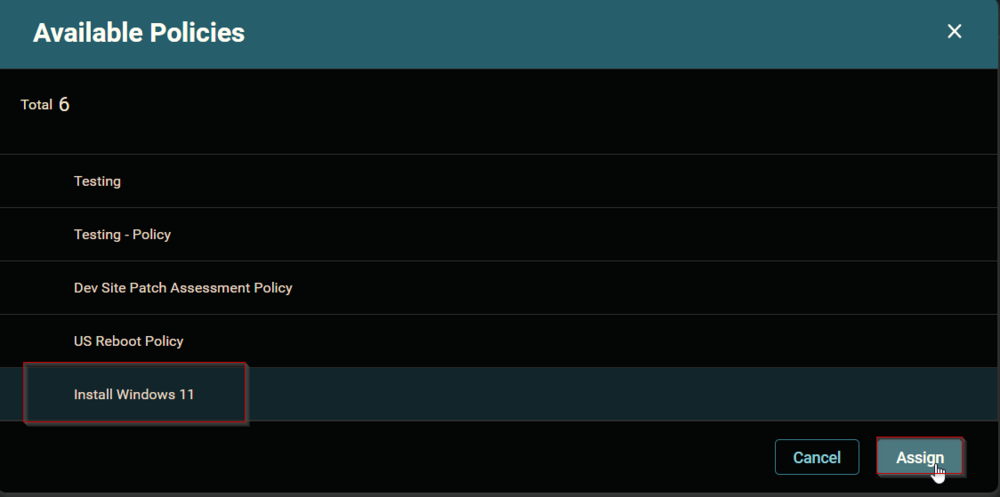 Available Policies
Total 6
Testing
Testing - Policy
Dev Site Patch Assessment Policy
US Reboot Policy
Install Windows 11
Cancel Assign